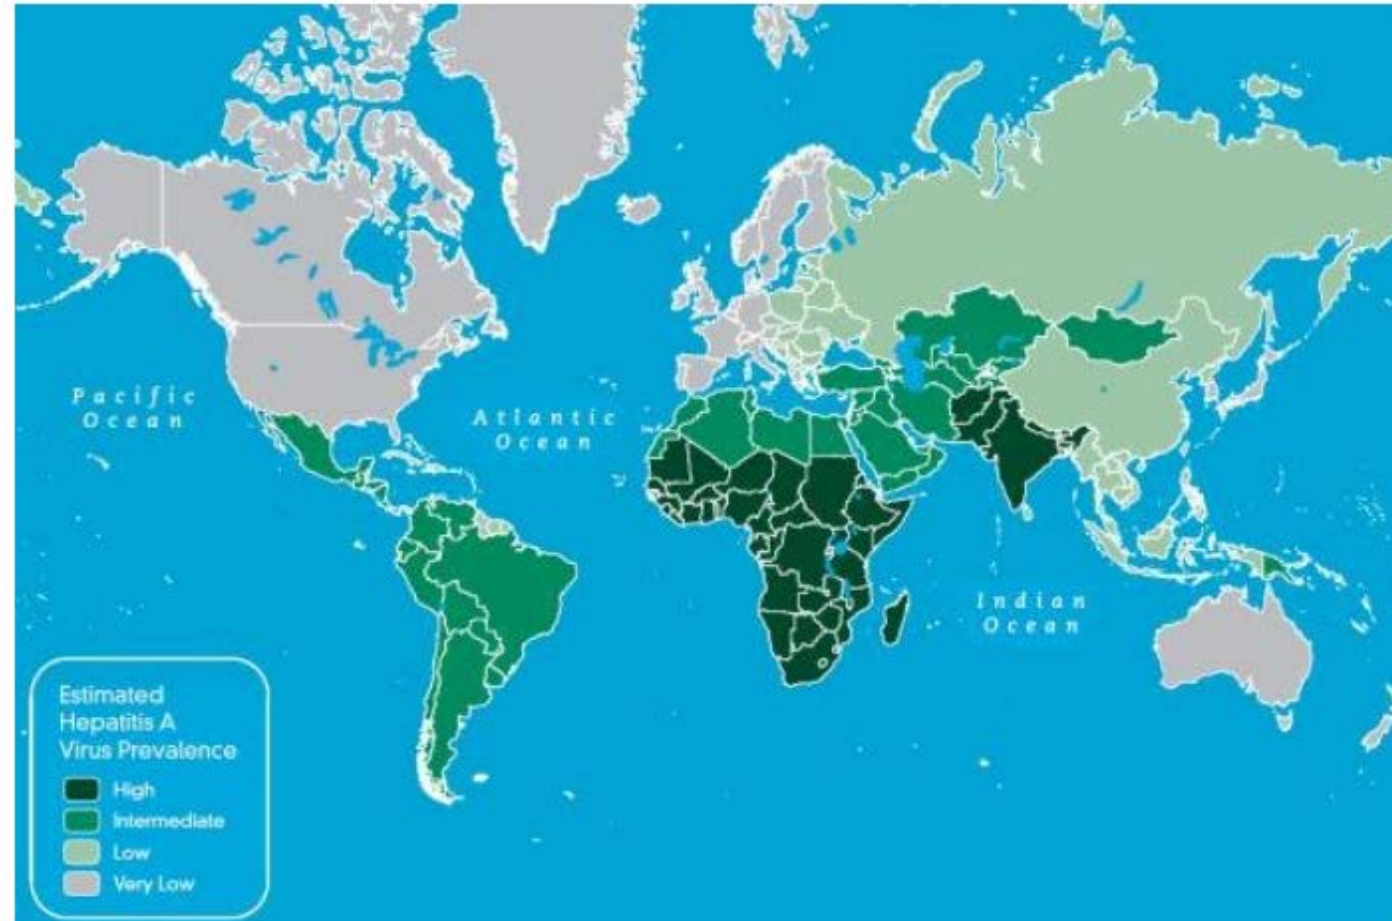 Pacific
Ocean
Atlantic
Ocean
Indian
Ocean
Estimated
Hepatitis A
Virus Prevalence
High
Intermediate
Low
Very Low